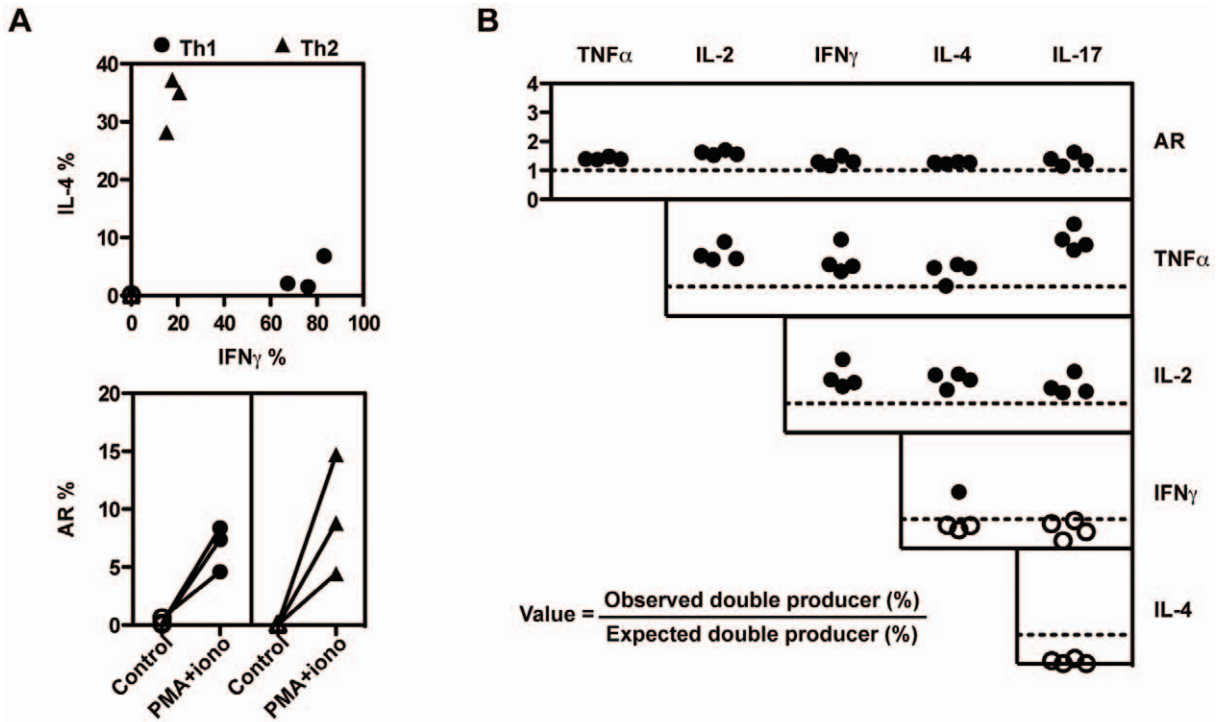 A
Th1 Th2
40
30
20
10
0
IL-4 %
0 20 40 60 80 100
IFNγ %
20
15
10
5
0
AR %
Control PMA+iono Control PMA+iono
B
TNFα IL-2 IFNγ IL-4 IL-17
4
3
2
1
0
AR
TNFα
IL-2
IFNγ
IL-4
Value = Observed double producer (%)
Expected double producer (%)